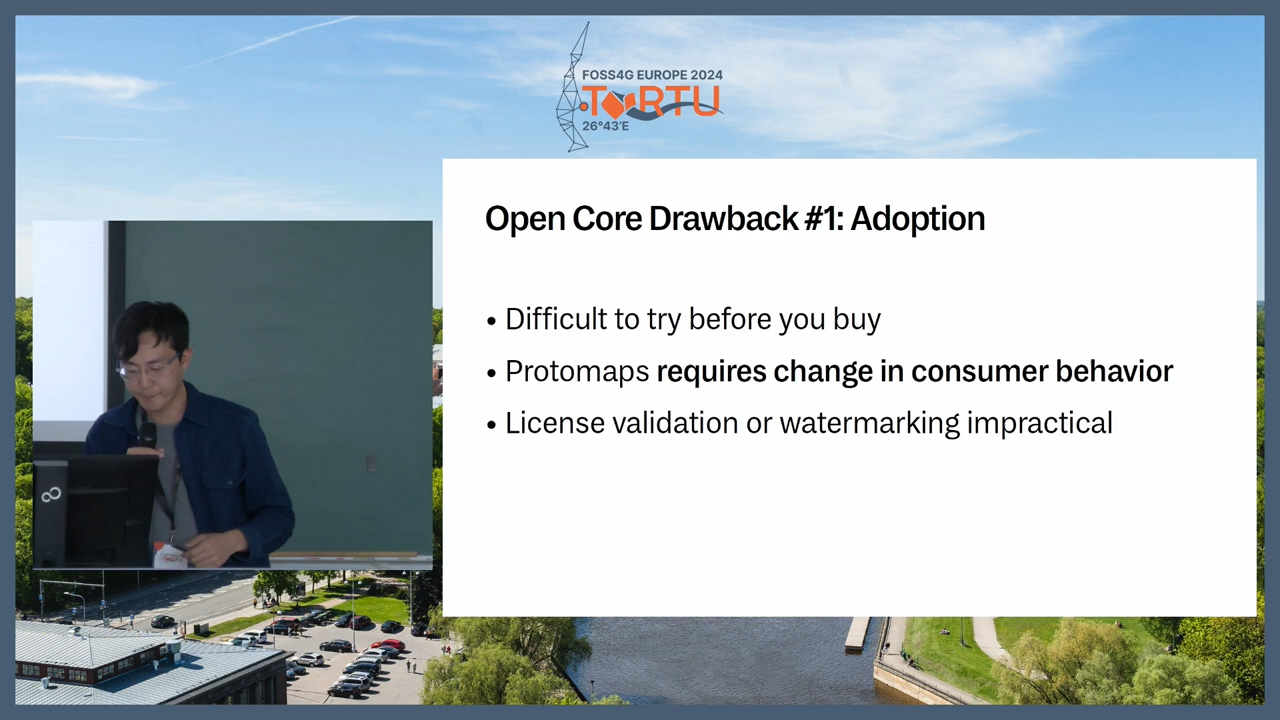 FOSS4G EUROPE 2024
TARTU
26°43'E
Open Core Drawback #1: Adoption
• Difficult to try before you buy
• Protomaps requires change in consumer behavior
• License validation or watermarking impractical